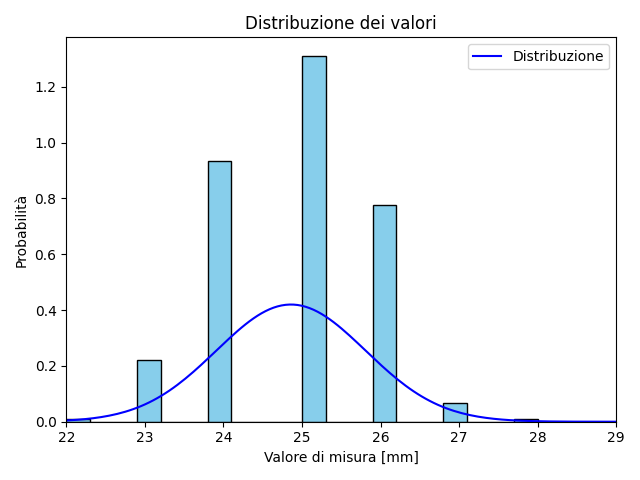 Distribuzione dei valori
Distribuzione
Probabilità
1.2
1.0
0.8
0.6
0.4
0.2
0.0
22 23 24 25 26 27 28 29
Valore di misura [mm]